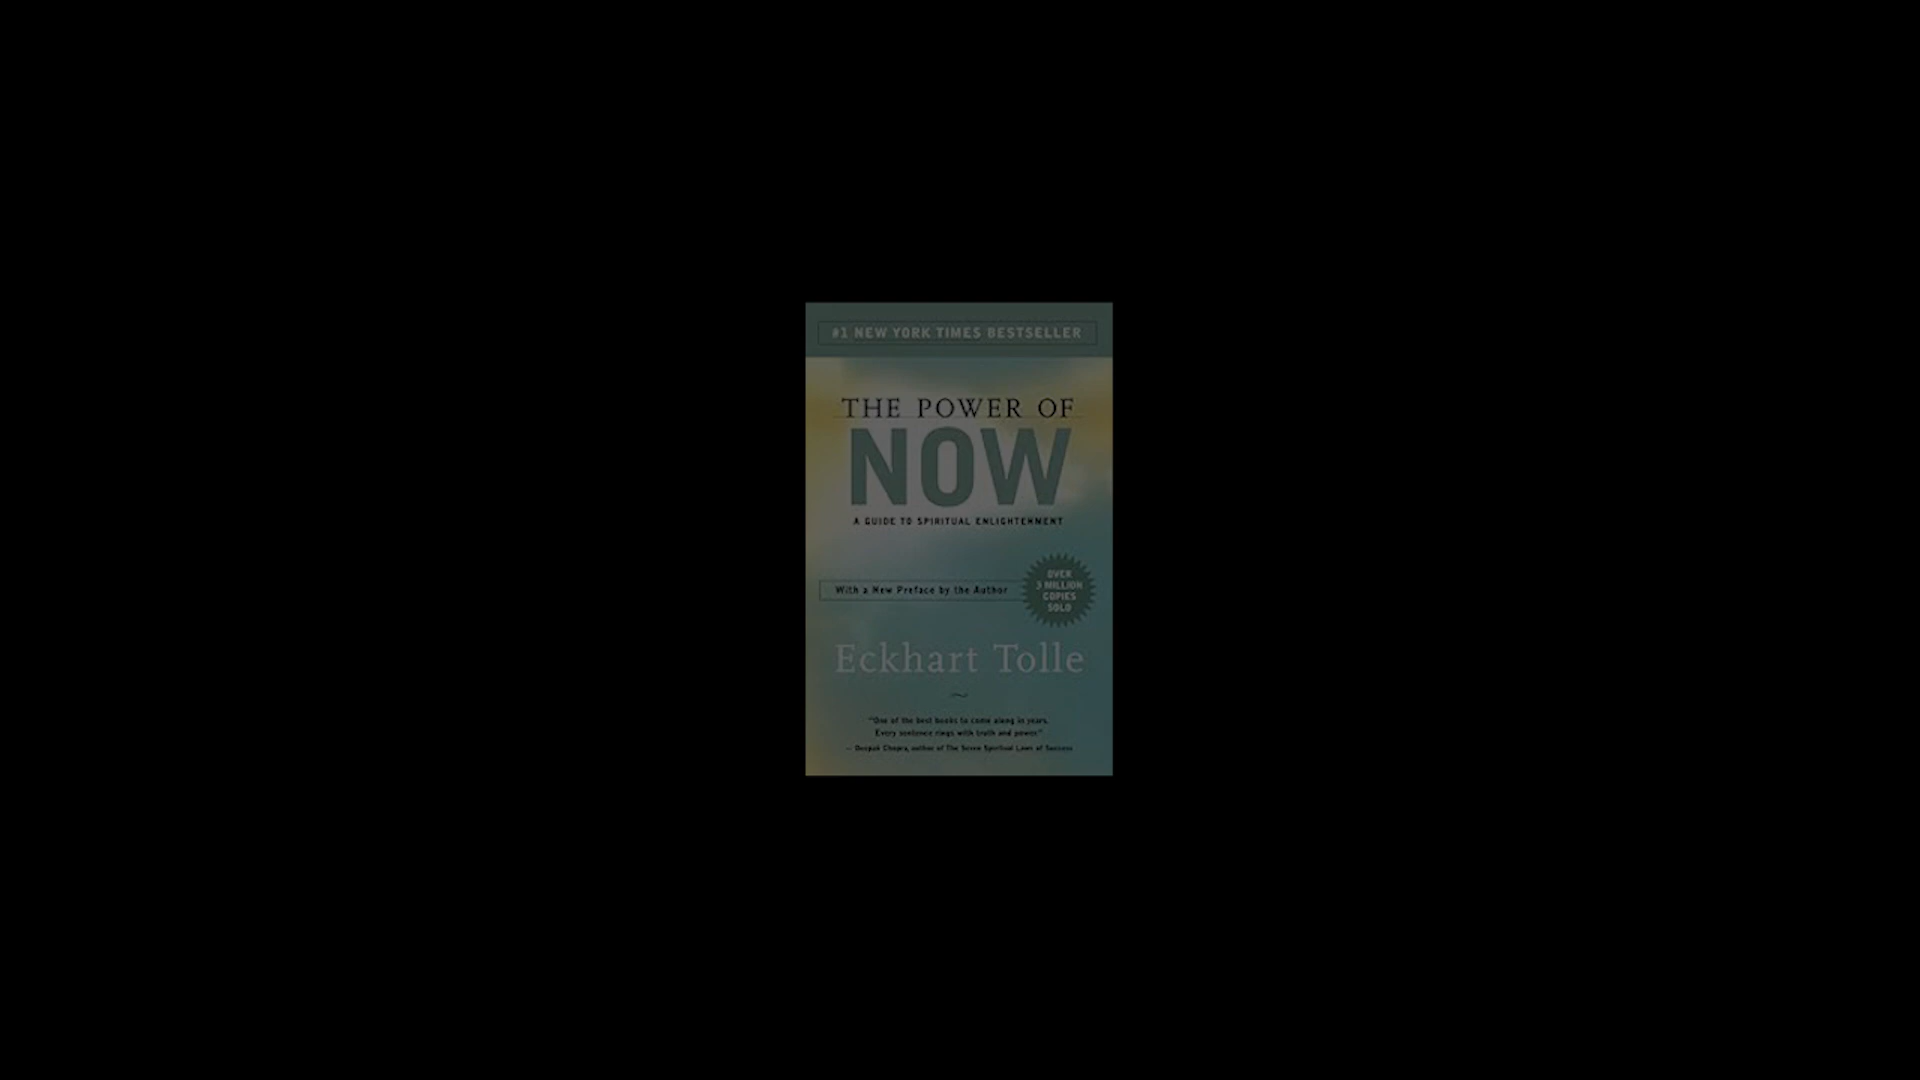 #1 NEW YORK TIMES BESTSELLER
THE POWER OF
NOW
A GUIDE TO SPIRITUAL ENLIGHTENMENT
With a New Preface by the Author
OVER
3 MILLION
COPIES
SOLD
Eckhart Tolle
"One of the best books to come along in years.
Every sentence rings with truth and power."
— Deepak Chopra, author of The Seven Spiritual Laws of Success